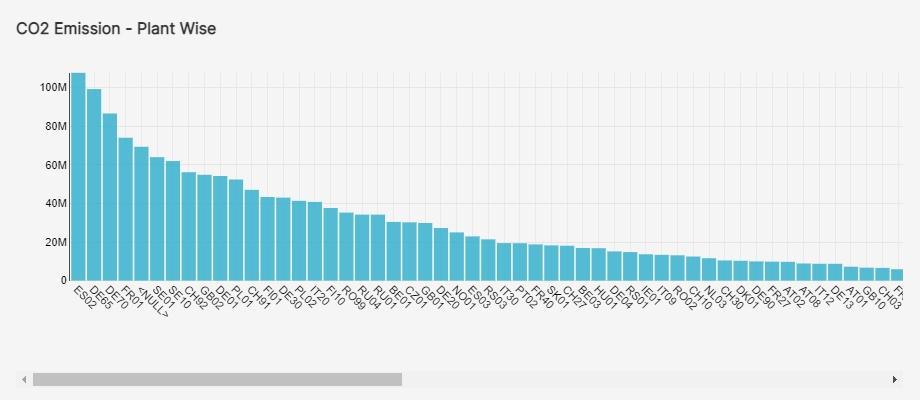 CO2 Emission - Plant Wise
100M
80M
60M
40M
20M
0
ES02
DE65
DE70
FR01
<NULL>
SE01
SE10
CH92
GB02
DE01
PL01
CH91
FI01
DE30
PL02
IT20
FI10
RO99
RU04
RU01
BE01
CZ01
GB01
DE20
NO01
ES03
RS03
IT30
PT02
FR40
SK01
CH27
BE03
HU01
DE04
RS01
IE01
IT09
RO02
CH10
NL03
CH30
DK01
DE90
FR27
AT02
AT08
IT12
DE13
AT01
GB10
CH03